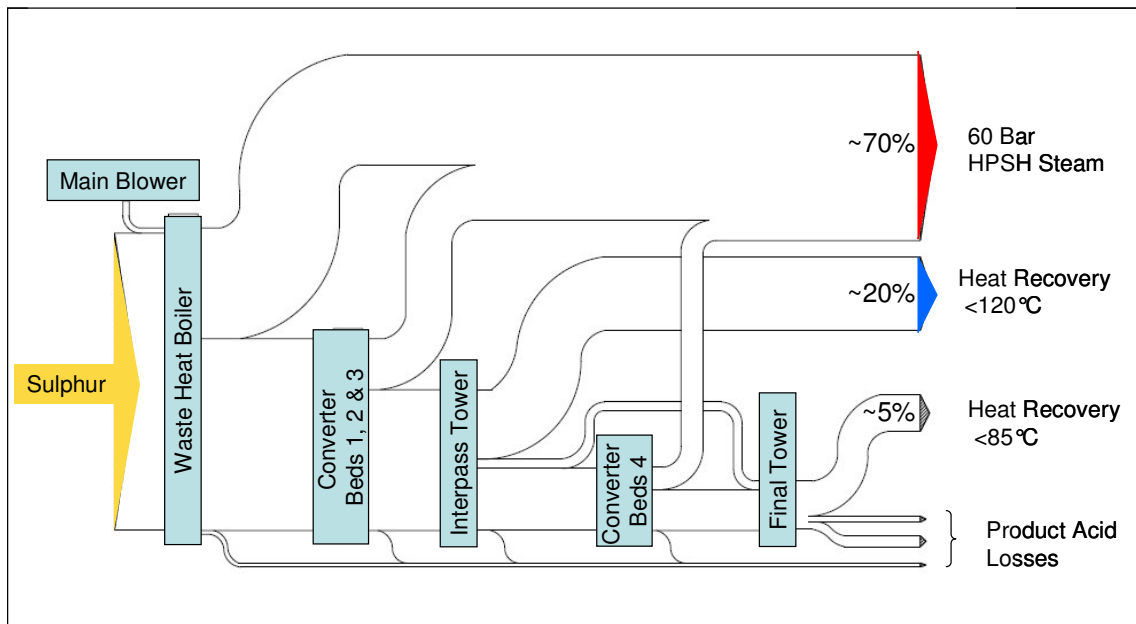 ~70%
60 Bar
HPSH Steam
Main Blower
Sulphur
Waste Heat Boiler
Converter
Beds 1, 2 & 3
Interpass Tower
Converter
Beds 4
Final Tower
~20%
Heat Recovery
<120°C
~5%
Heat Recovery
<85°C
Product Acid
Losses